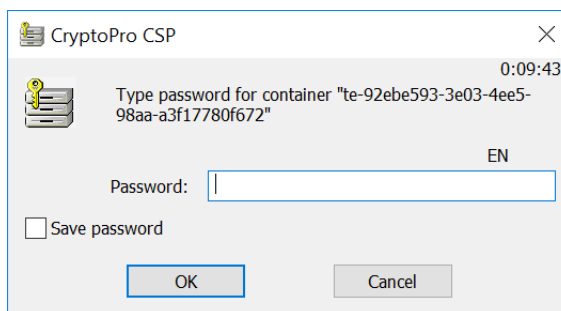 CryptoPro CSP
0:09:43
Type password for container "te-92ebe593-3e03-4ee5-
98aa-a3f17780f672"
EN
Password:
Save password
OK Cancel